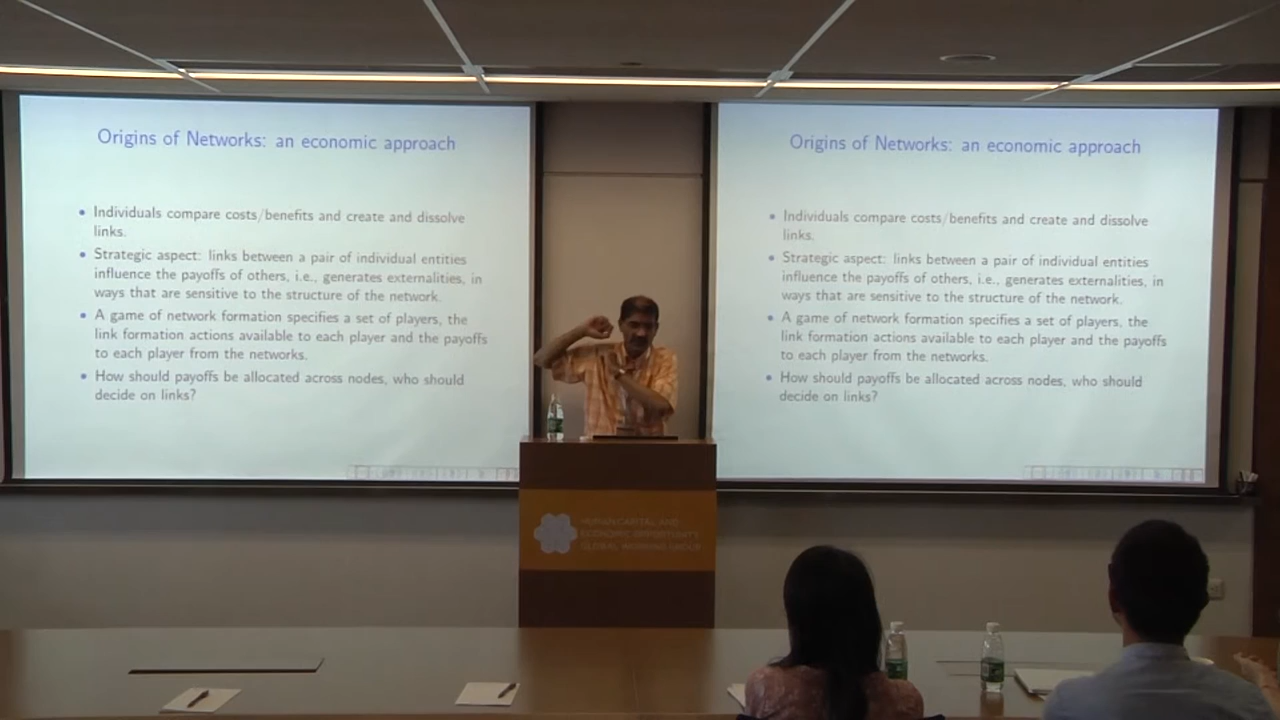 Origins of Networks: an economic approach
• Individuals compare costs/benefits and create and dissolve
links.
• Strategic aspect: links between a pair of individual entities
influence the payoffs of others, i.e., generates externalities, in
ways that are sensitive to the structure of the network.
• A game of network formation specifies a set of players, the
link formation actions available to each player and the payoffs
to each player from the networks.
• How should payoffs be allocated across nodes, who should
decide on links?
Origins of Networks: an economic approach
• Individuals compare costs/benefits and create and dissolve
links.
• Strategic aspect: links between a pair of individual entities
influence the payoffs of others, i.e., generates externalities, in
ways that are sensitive to the structure of the network.
• A game of network formation specifies a set of players, the
link formation actions available to each player and the payoffs
to each player from the networks.
• How should payoffs be allocated across nodes, who should
decide on links?
HUMAN CAPITAL AND
ECONOMIC OPPORTUNITY
GLOBAL WORKING GROUP